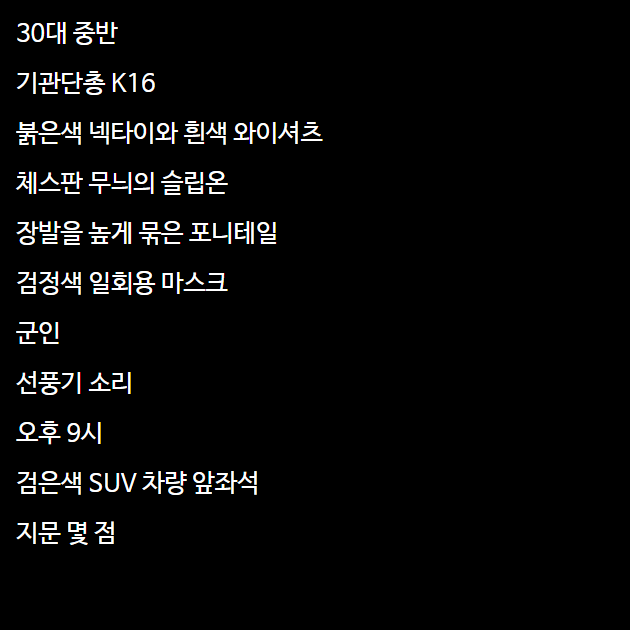 30대 중반
기관단총 K16
붉은색 넥타이와 흰색 와이셔츠
체스판 무늬의 슬립온
장발을 높게 묶은 포니테일
검정색 일회용 마스크
군인
선풍기 소리
오후 9시
검은색 SUV 차량 앞좌석
지문 몇 점